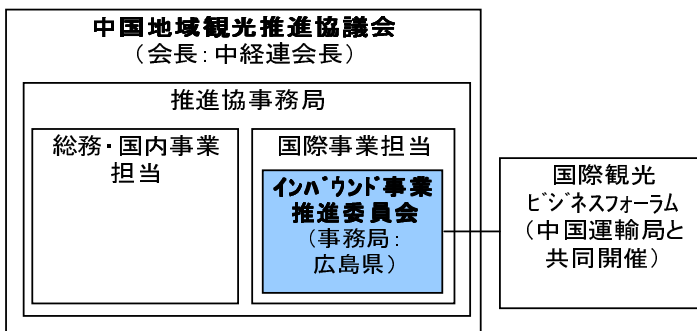 中国地域観光推進協議会
（会長：中経連会長）
推進協事務局
総務・国内事業
担当
国際事業担当
ｲﾝﾊﾞｳﾝﾄﾞ事業
推進委員会
（事務局：
広島県）
国際観光
ﾋﾞｼﾞﾈｽフォーラム
（中国運輸局と
共同開催）